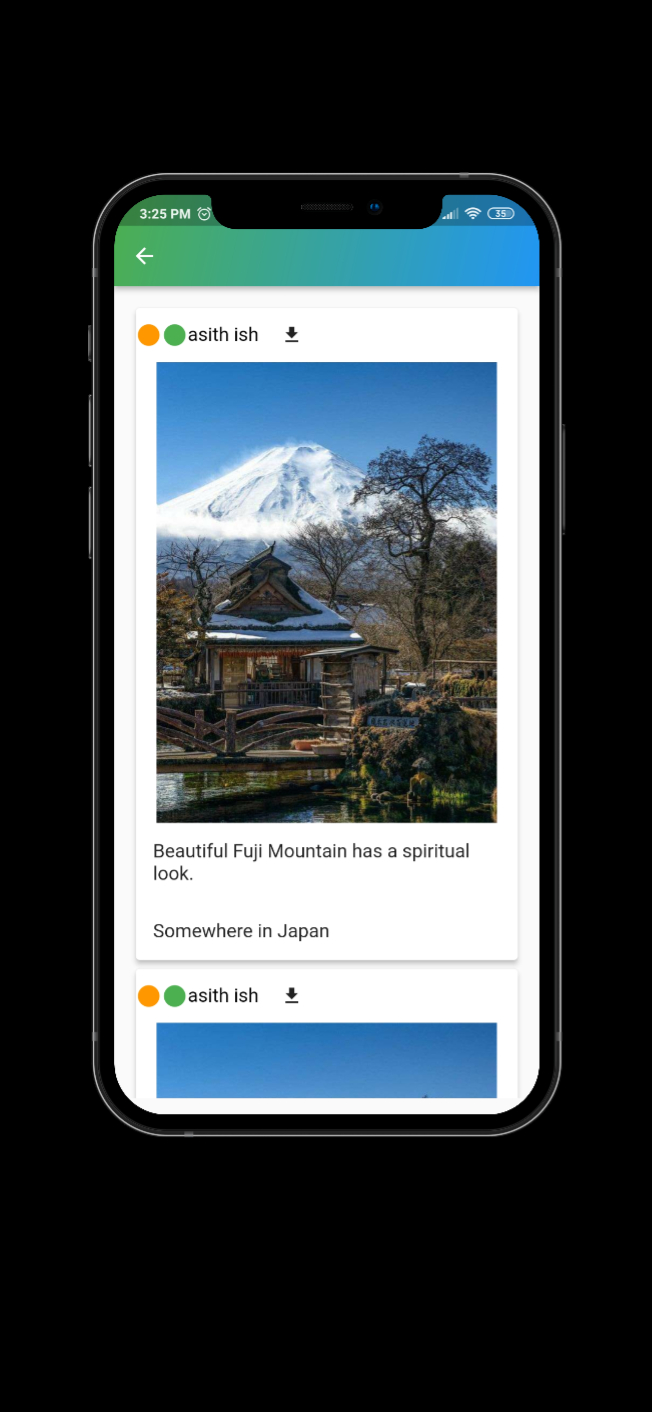 3:25 PM
35
asith ish
Beautiful Fuji Mountain has a spiritual
look.
Somewhere in Japan
asith ish